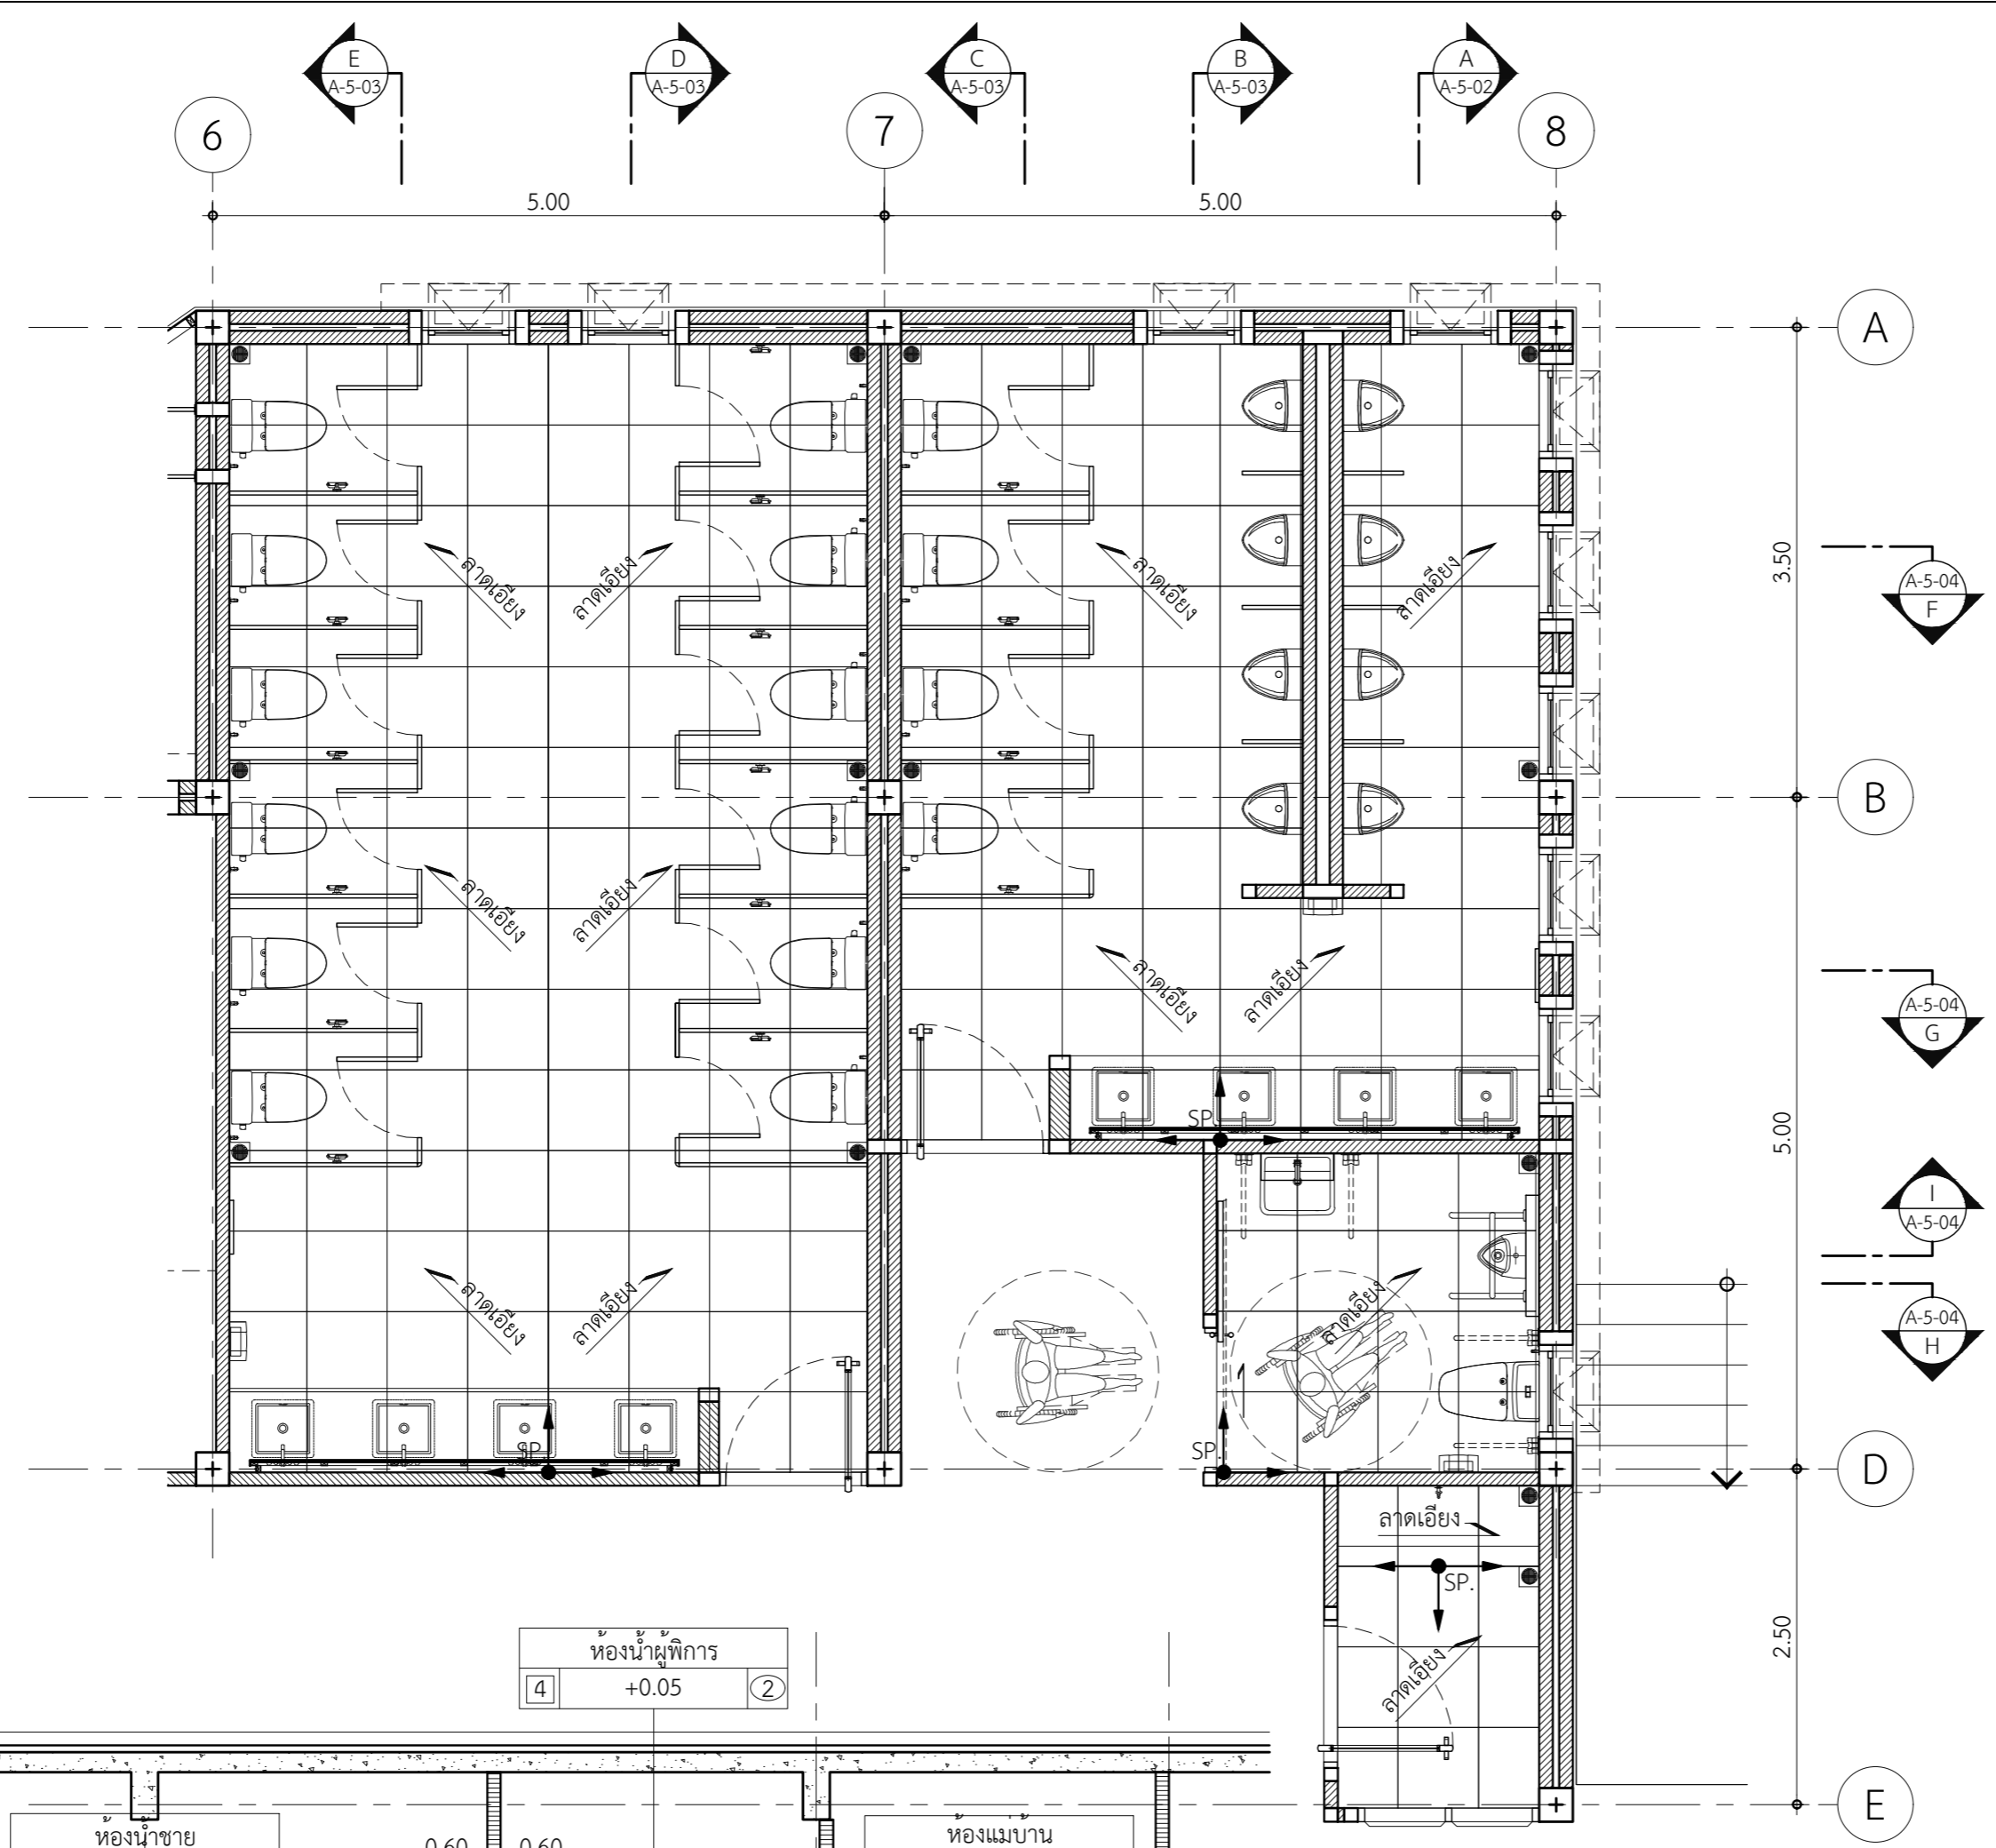 E
A-5-03
D
A-5-03
C
A-5-03
B
A-5-03
A
A-5-02
6
7
8
5.00
5.00
A
3.50
ลาดเอียง
ลาดเอียง
ลาดเอียง
ลาดเอียง
A-5-04
F
B
ลาดเอียง
ลาดเอียง
ลาดเอียง
ลาดเอียง
A-5-04
G
SP.
5.00
I
A-5-04
ลาดเอียง
ลาดเอียง
ลาดเอียง
A-5-04
H
SP.
SP.
D
ลาดเอียง
SP.
2.50
ลาดเอียง
ห้องน้ำผู้พิการ
4
+0.05
2
E
ห้องน้ำชาย
0.60
0.60
ห้องแม่บ้าน